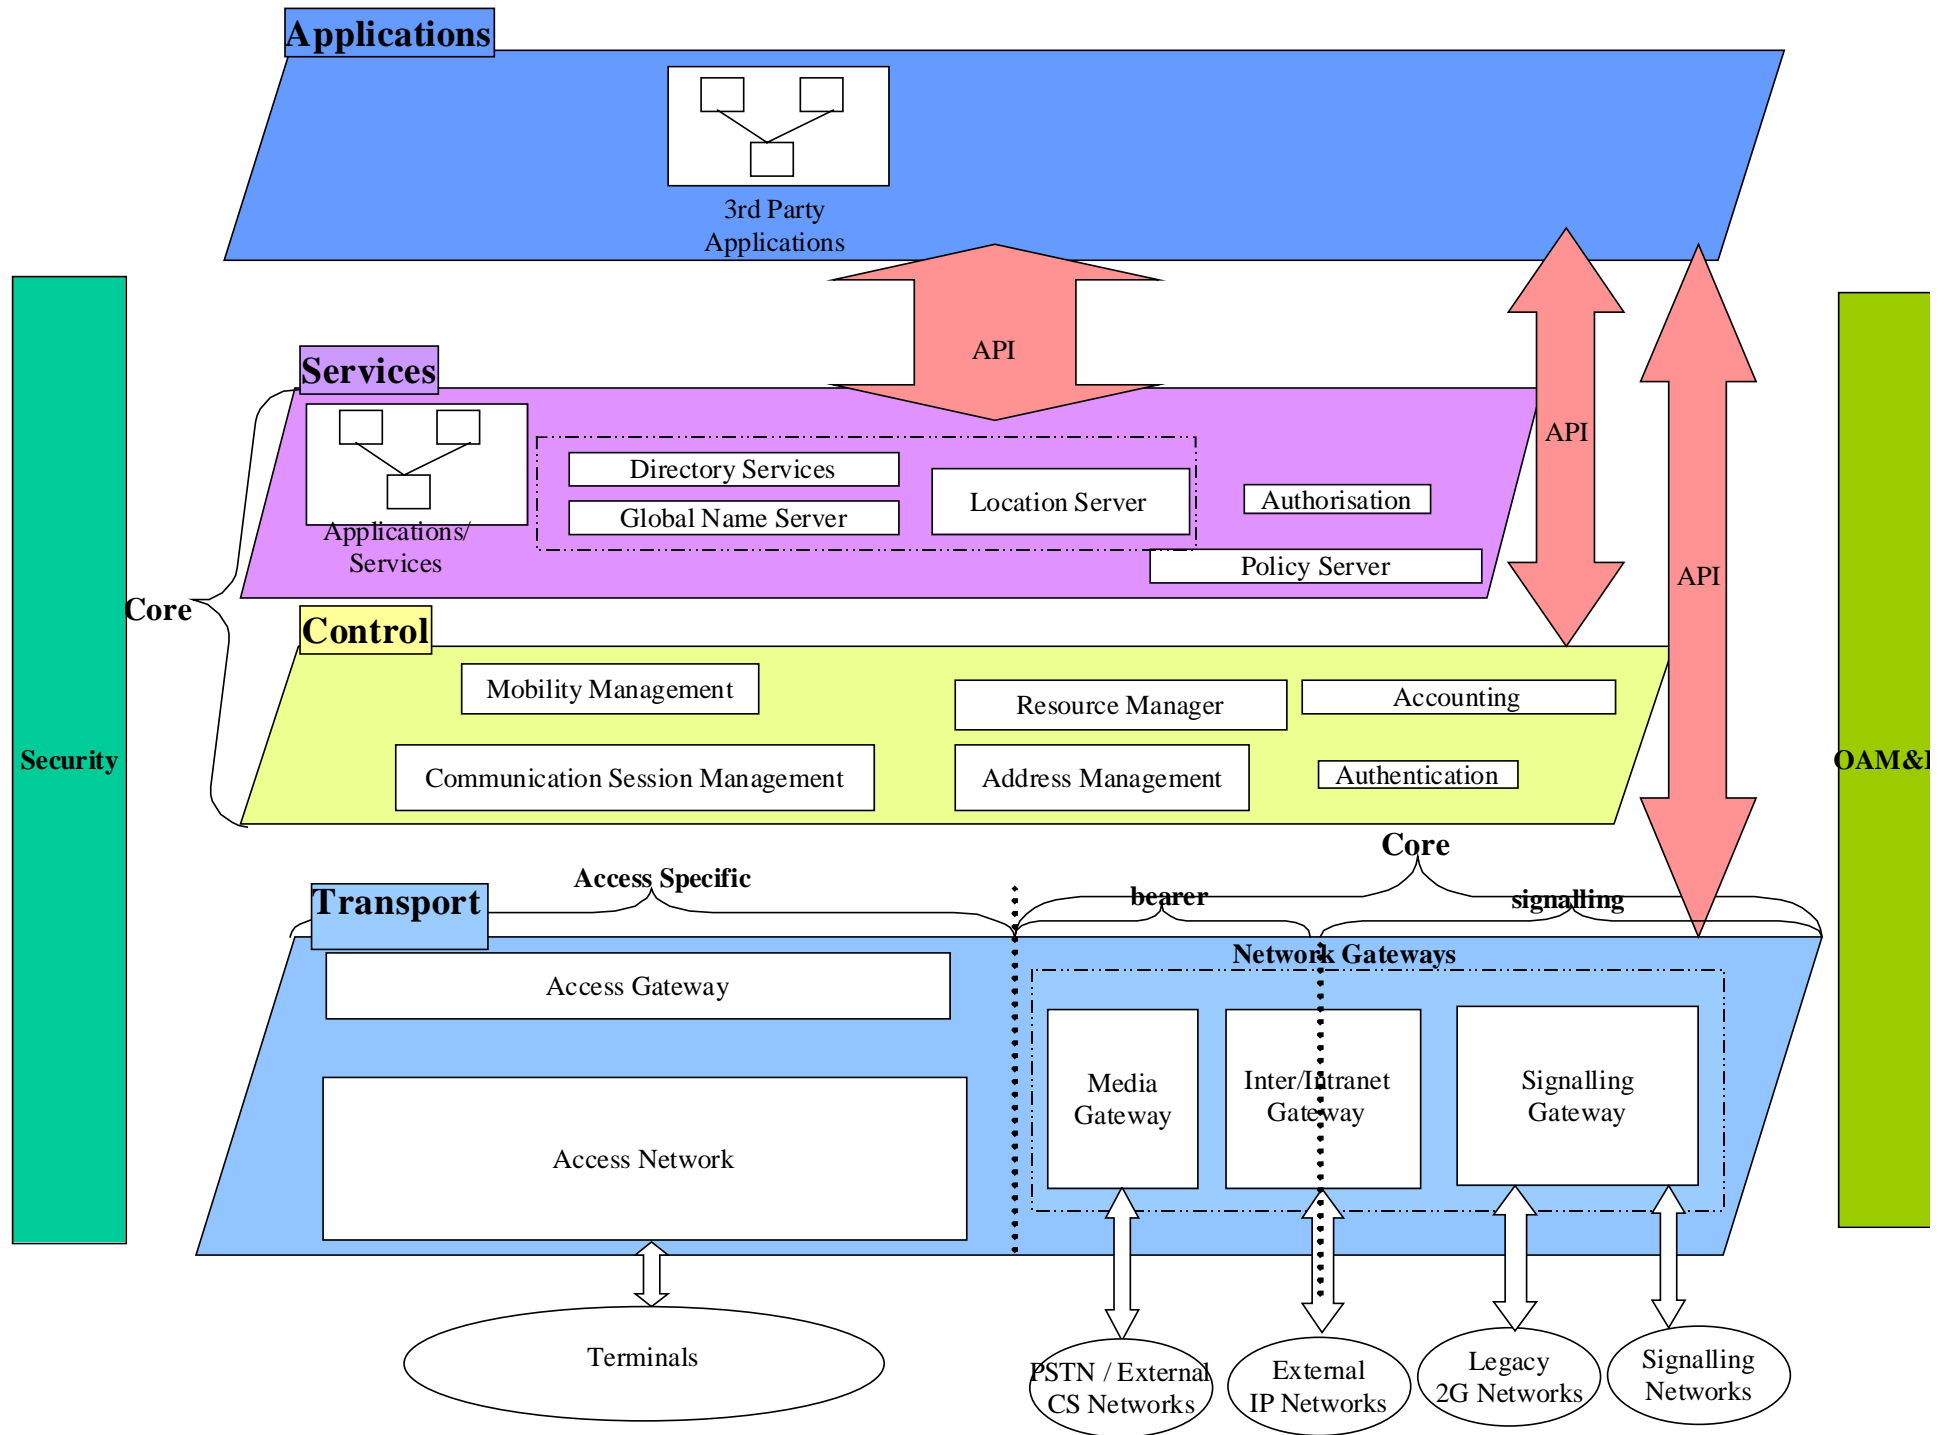 Applications
3rd Party
Applications
API
Services
API
Directory Services
Global Name Server
Location Server
Authorisation
Applications/
Services
Policy Server
API
Core
Control
Mobility Management
Resource Manager
Accounting
Security
OAM&
Communication Session Management
Address Management
Authentication
Core
Access Specific
Transport
bearer
signalling
Network Gateways
Access Gateway
Media
Gateway
Inter/Intranet
Gateway
Signalling
Gateway
Access Network
Terminals
PSTN / External
CS Networks
External
IP Networks
Legacy
2G Networks
Signalling
Networks